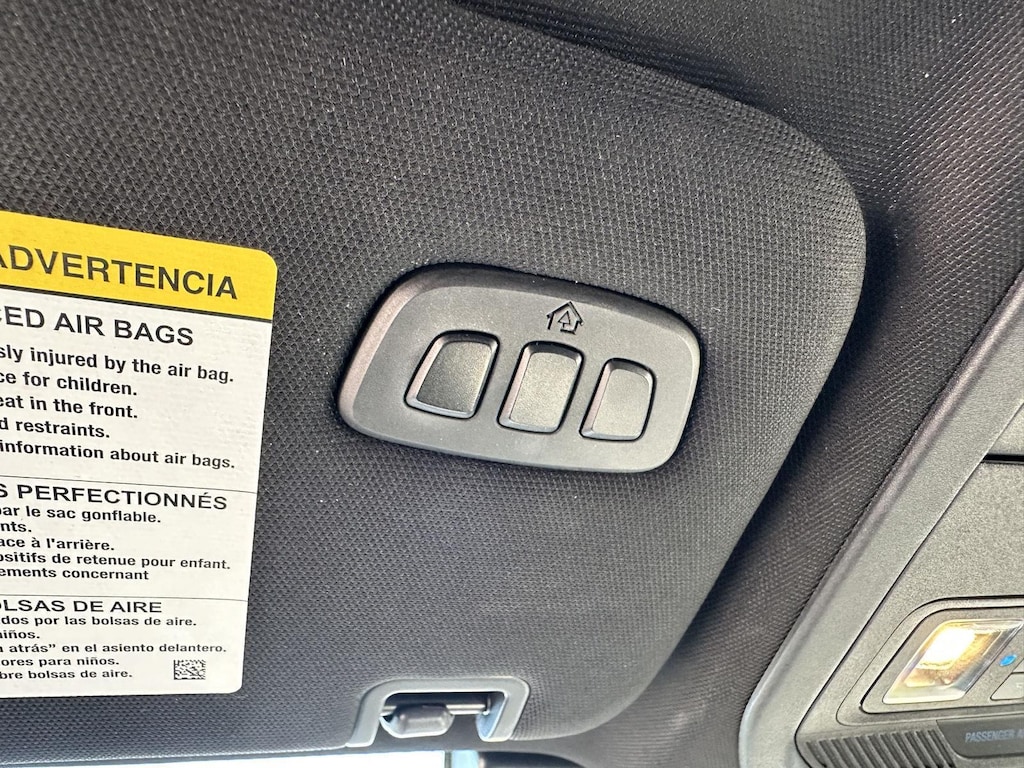 ADVERTENCIA
CED AIR BAGS
sly injured by the air bag.
ce for children.
eat in the front.
d restraints.
information about air bags.
S PERFECTIONNÉS
par le sac gonflable.
nts.
ace à l'arrière.
ositifs de retenue pour enfant.
ements concernant
OLSAS DE AIRE
dos por las bolsas de aire.
niños.
n atrás” en el asiento delantero.
ores para niños.
bre bolsas de aire.
PASSENGER